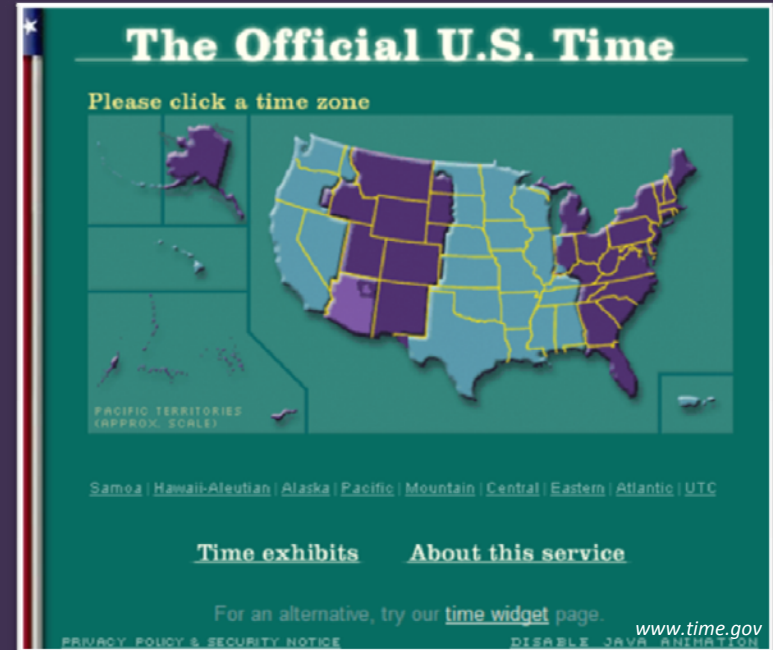 The Official U.S. Time
Please click a time zone
PACIFIC TERRITORIES
(APPROX. SCALE)
Samoa | Hawaii-Aleutian | Alaska | Pacific | Mountain | Central | Eastern | Atlantic | UTC
Time exhibits About this service
For an alternative, try our time widget page.
www.time.gov
PRIVACY POLICY & SECURITY NOTICE DISABLE JAVA ANIMATION